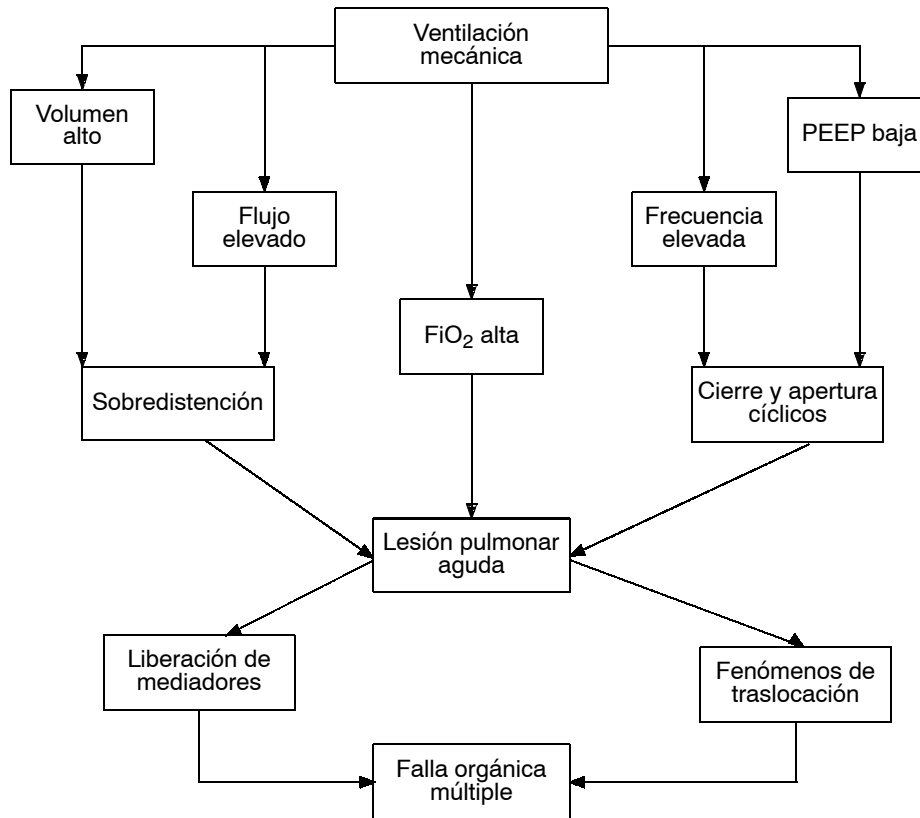 Ventilación
mecánica
Volumen
alto
PEEP baja
Flujo
elevado
Frecuencia
elevada
FiO2 alta
Sobredistención
Cierre y apertura
cíclicos
Lesión pulmonar
aguda
Liberación de
mediadores
Fenómenos de
traslocación
Falla orgánica
múltiple